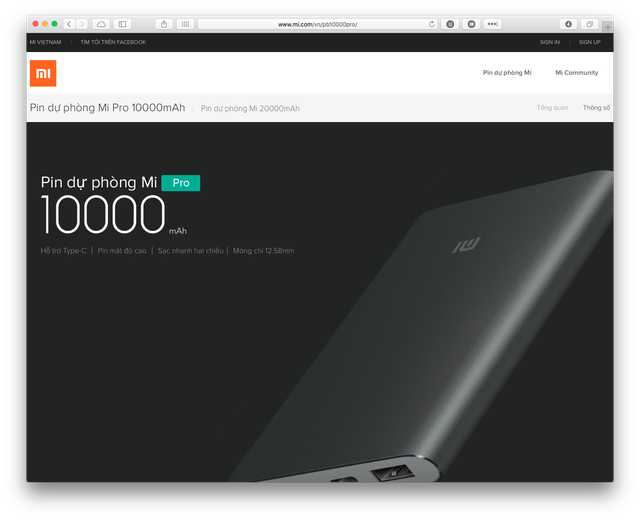 www.mi.com/vn/pb10000pro/
MI VIETNAM | TÌM TÔI TRÊN FACEBOOK SIGN IN | SIGN UP
mi Pin dự phòng Mi Mi Community
Pin dự phòng Mi Pro 10000mAh | Pin dự phòng Mi 20000mAh Tổng quan Thông số
Pin dự phòng Mi Pro
10000 mAh
Hỗ trợ Type-C | Pin mật độ cao | Sạc nhanh hai chiều | Mỏng chỉ 12.58mm
mi